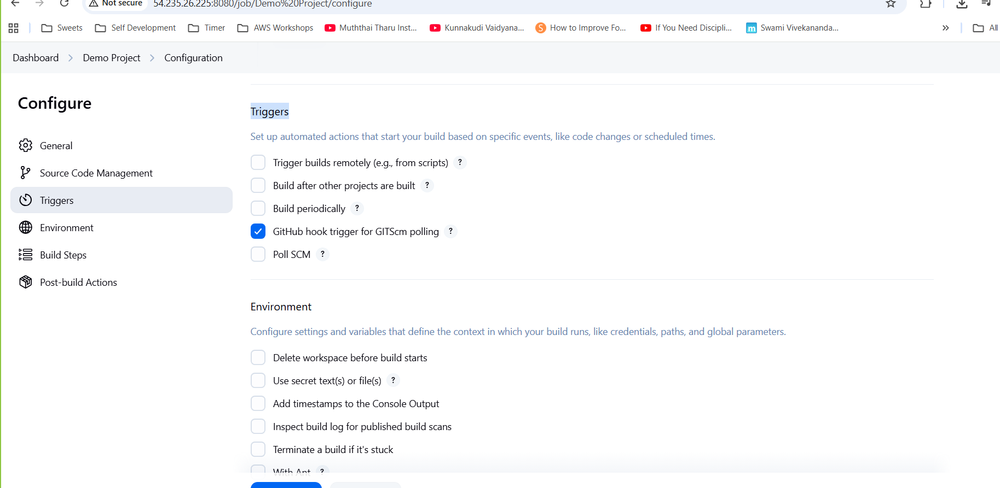 Not secure 54.235.26.225:8080/job/Demo%20Project/configure
Sweets Self Development Timer AWS Workshops Muththai Tharu Inst... Kunnakudi Vaidyana... S How to Improve Fo... If You Need Discipli... m Swami Vivekananda... » All
Dashboard > Demo Project > Configuration
Configure
General
Source Code Management
Triggers
Environment
Build Steps
Post-build Actions
Triggers
Set up automated actions that start your build based on specific events, like code changes or scheduled times.
Trigger builds remotely (e.g., from scripts) ?
Build after other projects are built ?
Build periodically ?
GitHub hook trigger for GITScm polling ?
Poll SCM ?
Environment
Configure settings and variables that define the context in which your build runs, like credentials, paths, and global parameters.
Delete workspace before build starts
Use secret text(s) or file(s) ?
Add timestamps to the Console Output
Inspect build log for published build scans
Terminate a build if it's stuck
With Ant ?